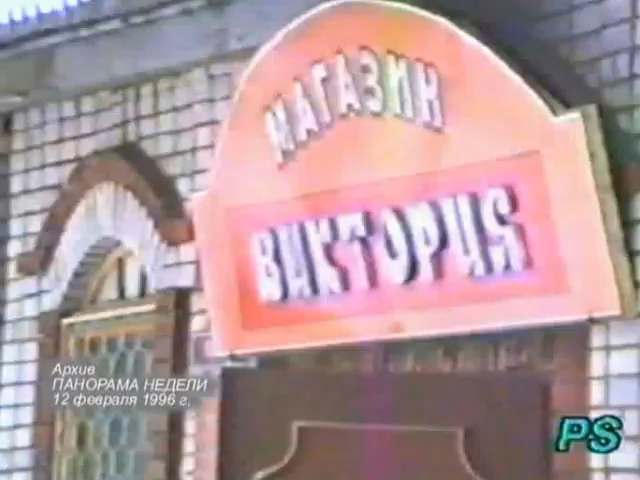 МАГАЗИН
ВИКТОРИЯ
Архив
ПАНОРАМА НЕДЕЛИ
12 февраля 1996 г.
PS